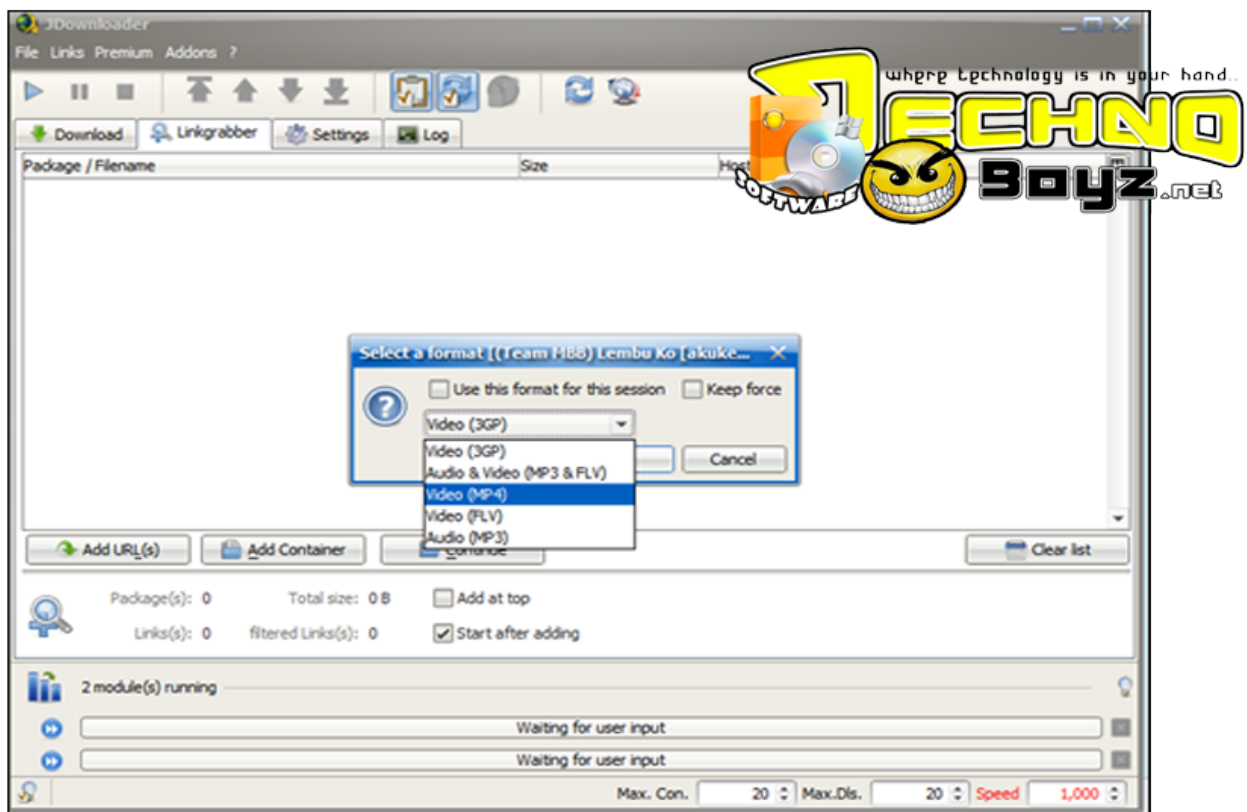 JDownloader
File Links Premium Addons ?
where technology is in your hand..
TECHNO
Boyz.net
SOFTWARE
Download Linkgrabber Settings Log
Package / Filename Size Host
Select a format [(Team MBB) Lembu Ko [akuke...
Use this format for this session Keep force
Video (3GP)
Cancel
Video (3GP)
Audio & Video (MP3 & FLV)
Video (MP4)
Video (FLV)
Audio (MP3)
Add URL(s) Add Container Continue Clear list
Package(s): 0 Total size: 0 B Add at top
Links(s): 0 filtered Links(s): 0 Start after adding
2 module(s) running
Waiting for user input
Waiting for user input
Max. Con. 20 Max.Dls. 20 Speed 1,000